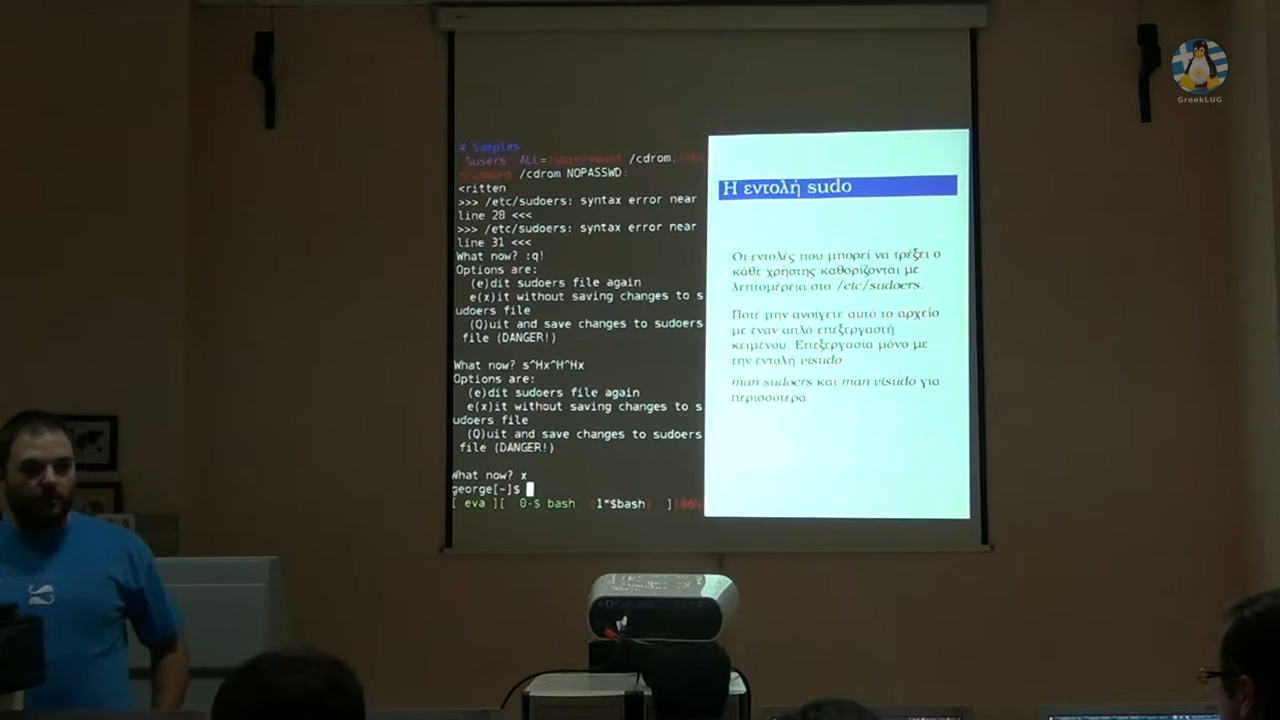 GreekLUG
# Samples
%users ALL=/sbin/mount /cdrom,
/cdrom NOPASSWD:
<ritten
>>> /etc/sudoers: syntax error near
line 28 <<<
>>> /etc/sudoers: syntax error near
line 31 <<<
What now? :q!
Options are:
(e)dit sudoers file again
e(x)it without saving changes to s
udoers file
(Q)uit and save changes to sudoers
file (DANGER!)
What now? s^Hx^H^Hx
Options are:
(e)dit sudoers file again
e(x)it without saving changes to s
udoers file
(Q)uit and save changes to sudoers
file (DANGER!)
What now? x
george[~]$
[ eva ][ 0-$ bash (1*$bash) ]
Η εντολή sudo
Οι εντολές που μπορεί να τρέξει ο
κάθε χρήστης καθορίζονται με
λεπτομέρεια στο /etc/sudoers.
Ποτέ μην ανοίγετε αυτό το αρχείο
με έναν απλό επεξεργαστή
κειμένου. Επεξεργασία μόνο με
την εντολή visudo
man sudoers και man visudo για
περισσότερα